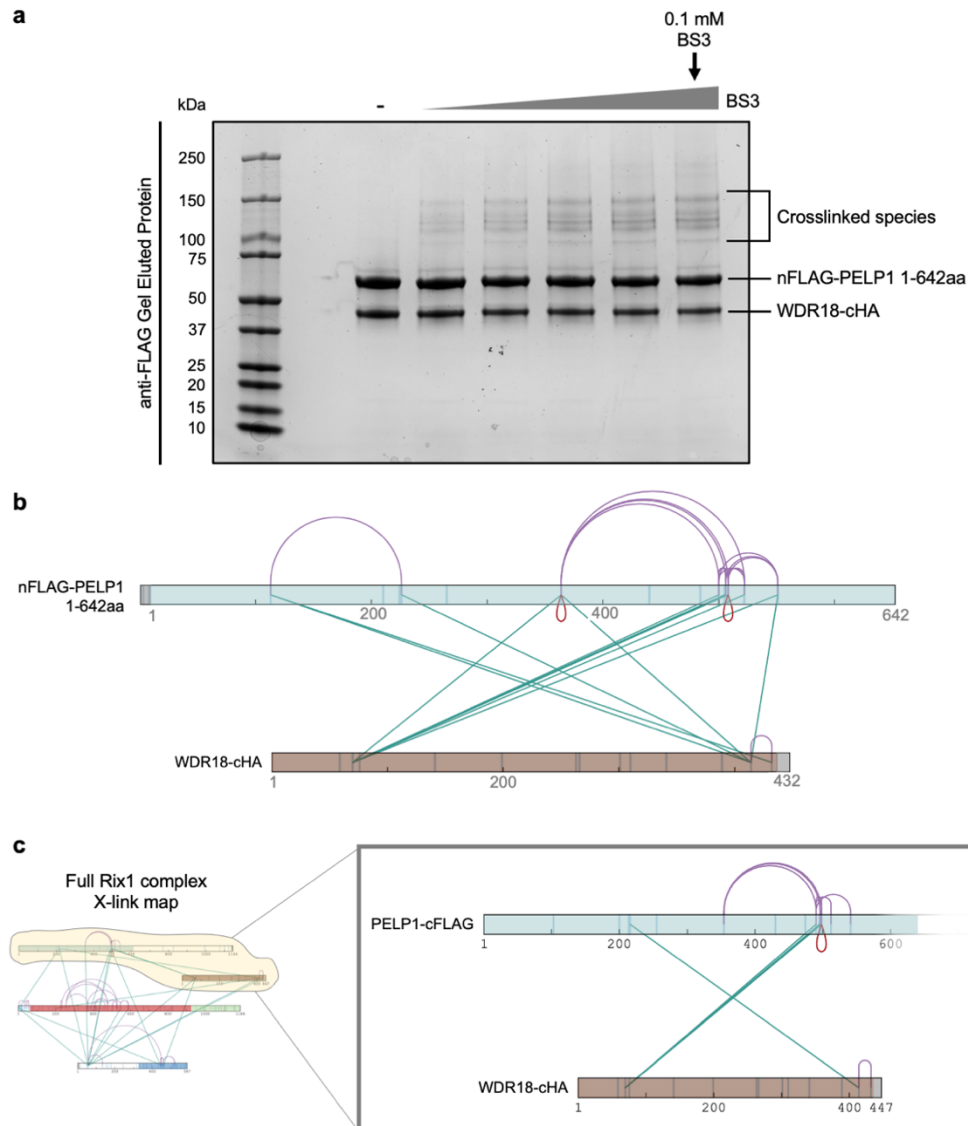 a
0.1 mM
BS3
kDa
-
BS3
anti-FLAG Gel Eluted Protein
250
150
100
75
50
37
25
20
15
10
Crosslinked species
nFLAG-PELP1 1-642aa
WDR18-cHA
b
nFLAG-PELP1
1-642aa
1
200
400
642
WDR18-cHA
1
200
432
c
Full Rix1 complex
X-link map
PELP1-cFLAG
1
200
400
600
WDR18-cHA
1
200
400
447